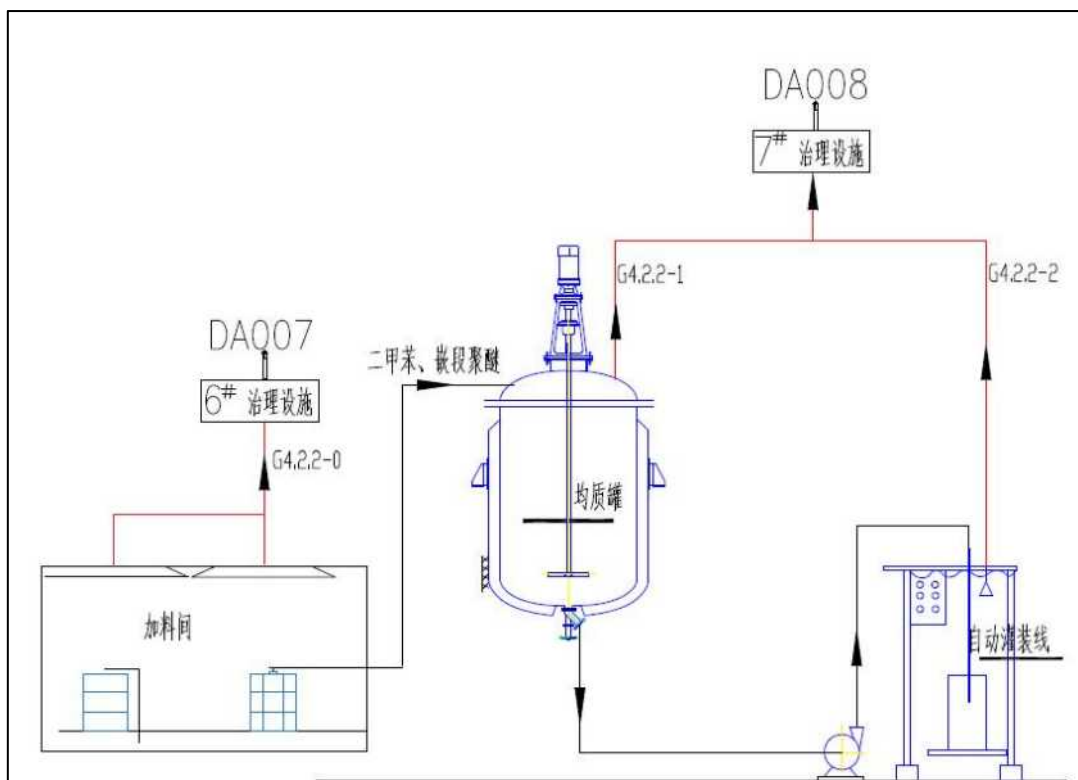 DA008
7# 治理设施
G4.2.2-1
G4.2.2-2
DA007
二甲苯、嵌段聚醚
6# 治理设施
G4.2.2-0
均质罐
加料间
自动灌装线